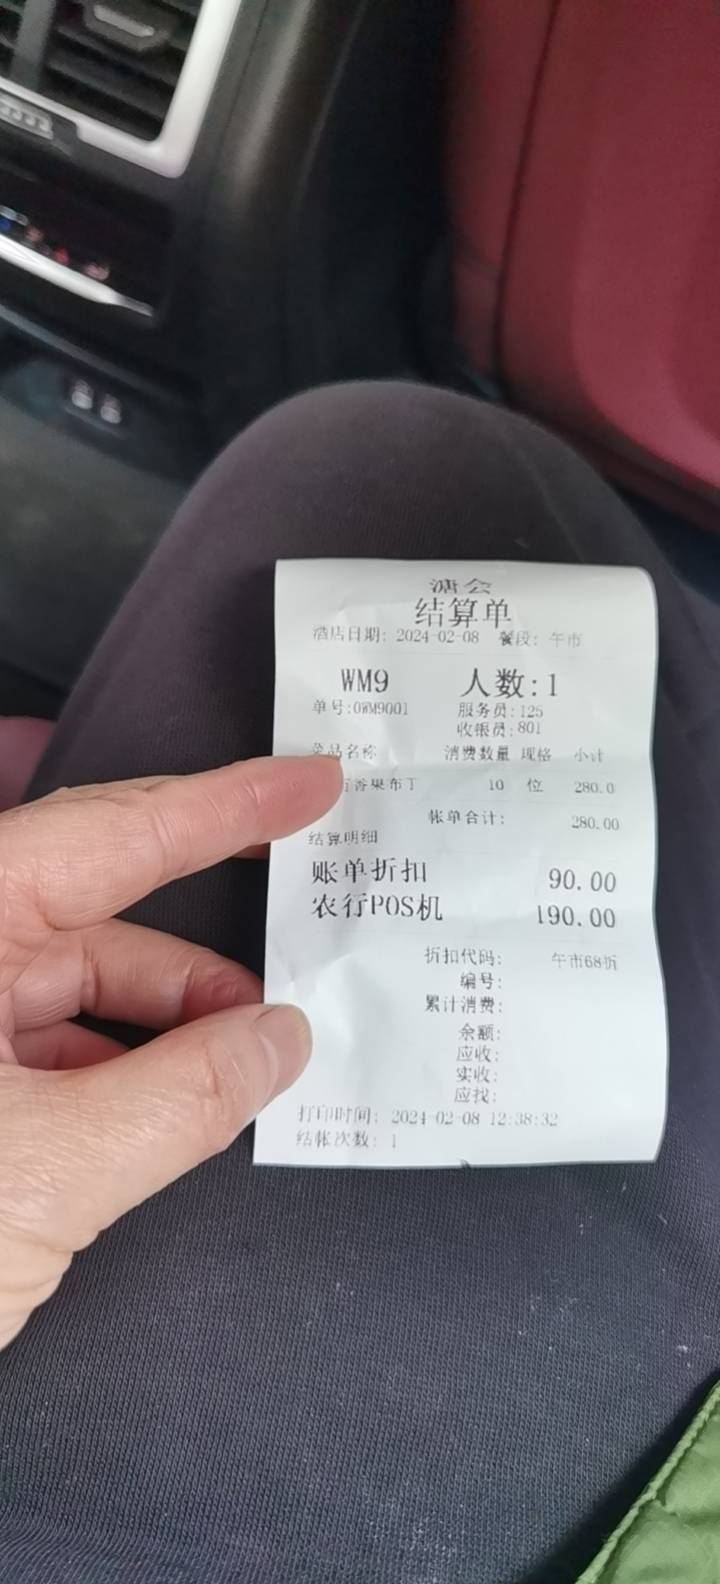 结算单
酒店日期: 2024-02-08 餐段: 午市
WM9 人数:1
单号:0WM9001 服务员:125
收银员:801
菜品名称 消费数量 规格 小计
百香果布丁 10 位 280.0
帐单合计: 280.00
结算明细
账单折扣 90.00
农行POS机 190.00
折扣代码: 午市68折
编号:
累计消费:
余额:
应收:
实收:
应找:
打印时间: 2024-02-08 12:38:32
结帐次数: 1